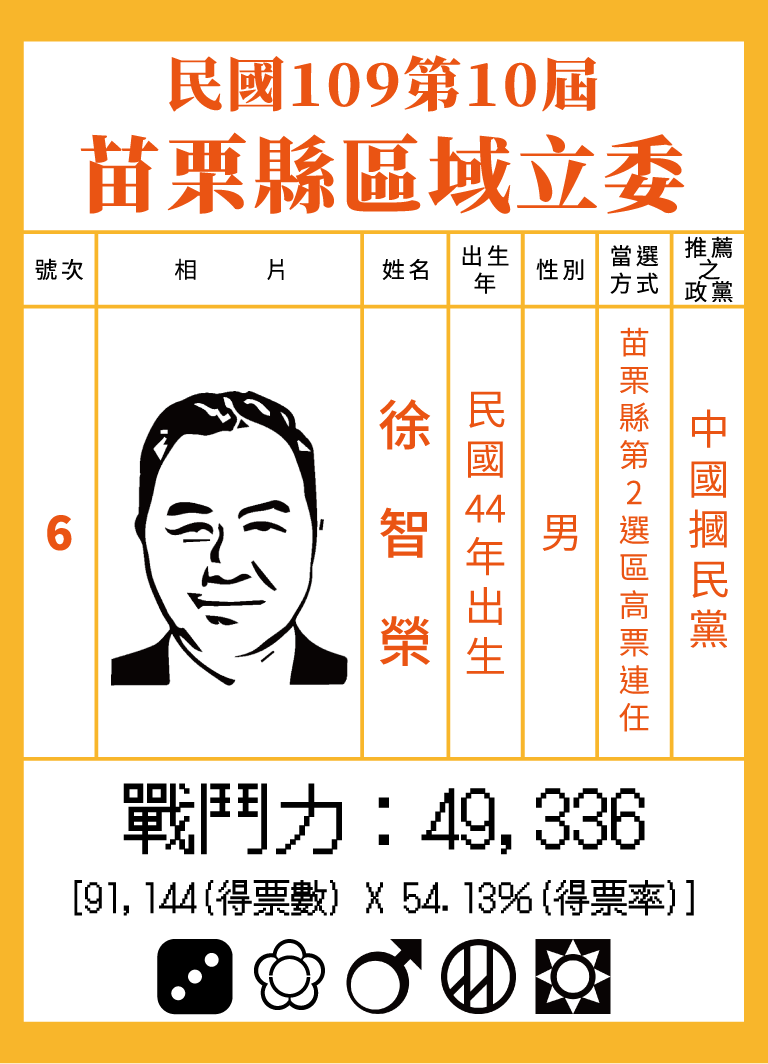 民國109第10屆
苗栗縣區域立委
號次
相 片
姓名
出生年
性別
當選方式
推薦之政黨
6
徐智榮
民國44年出生
男
苗栗縣第2選區高票連任
中國摑民黨
戰鬥力：49,336
[91,144(得票數) X 54.13%(得票率)]